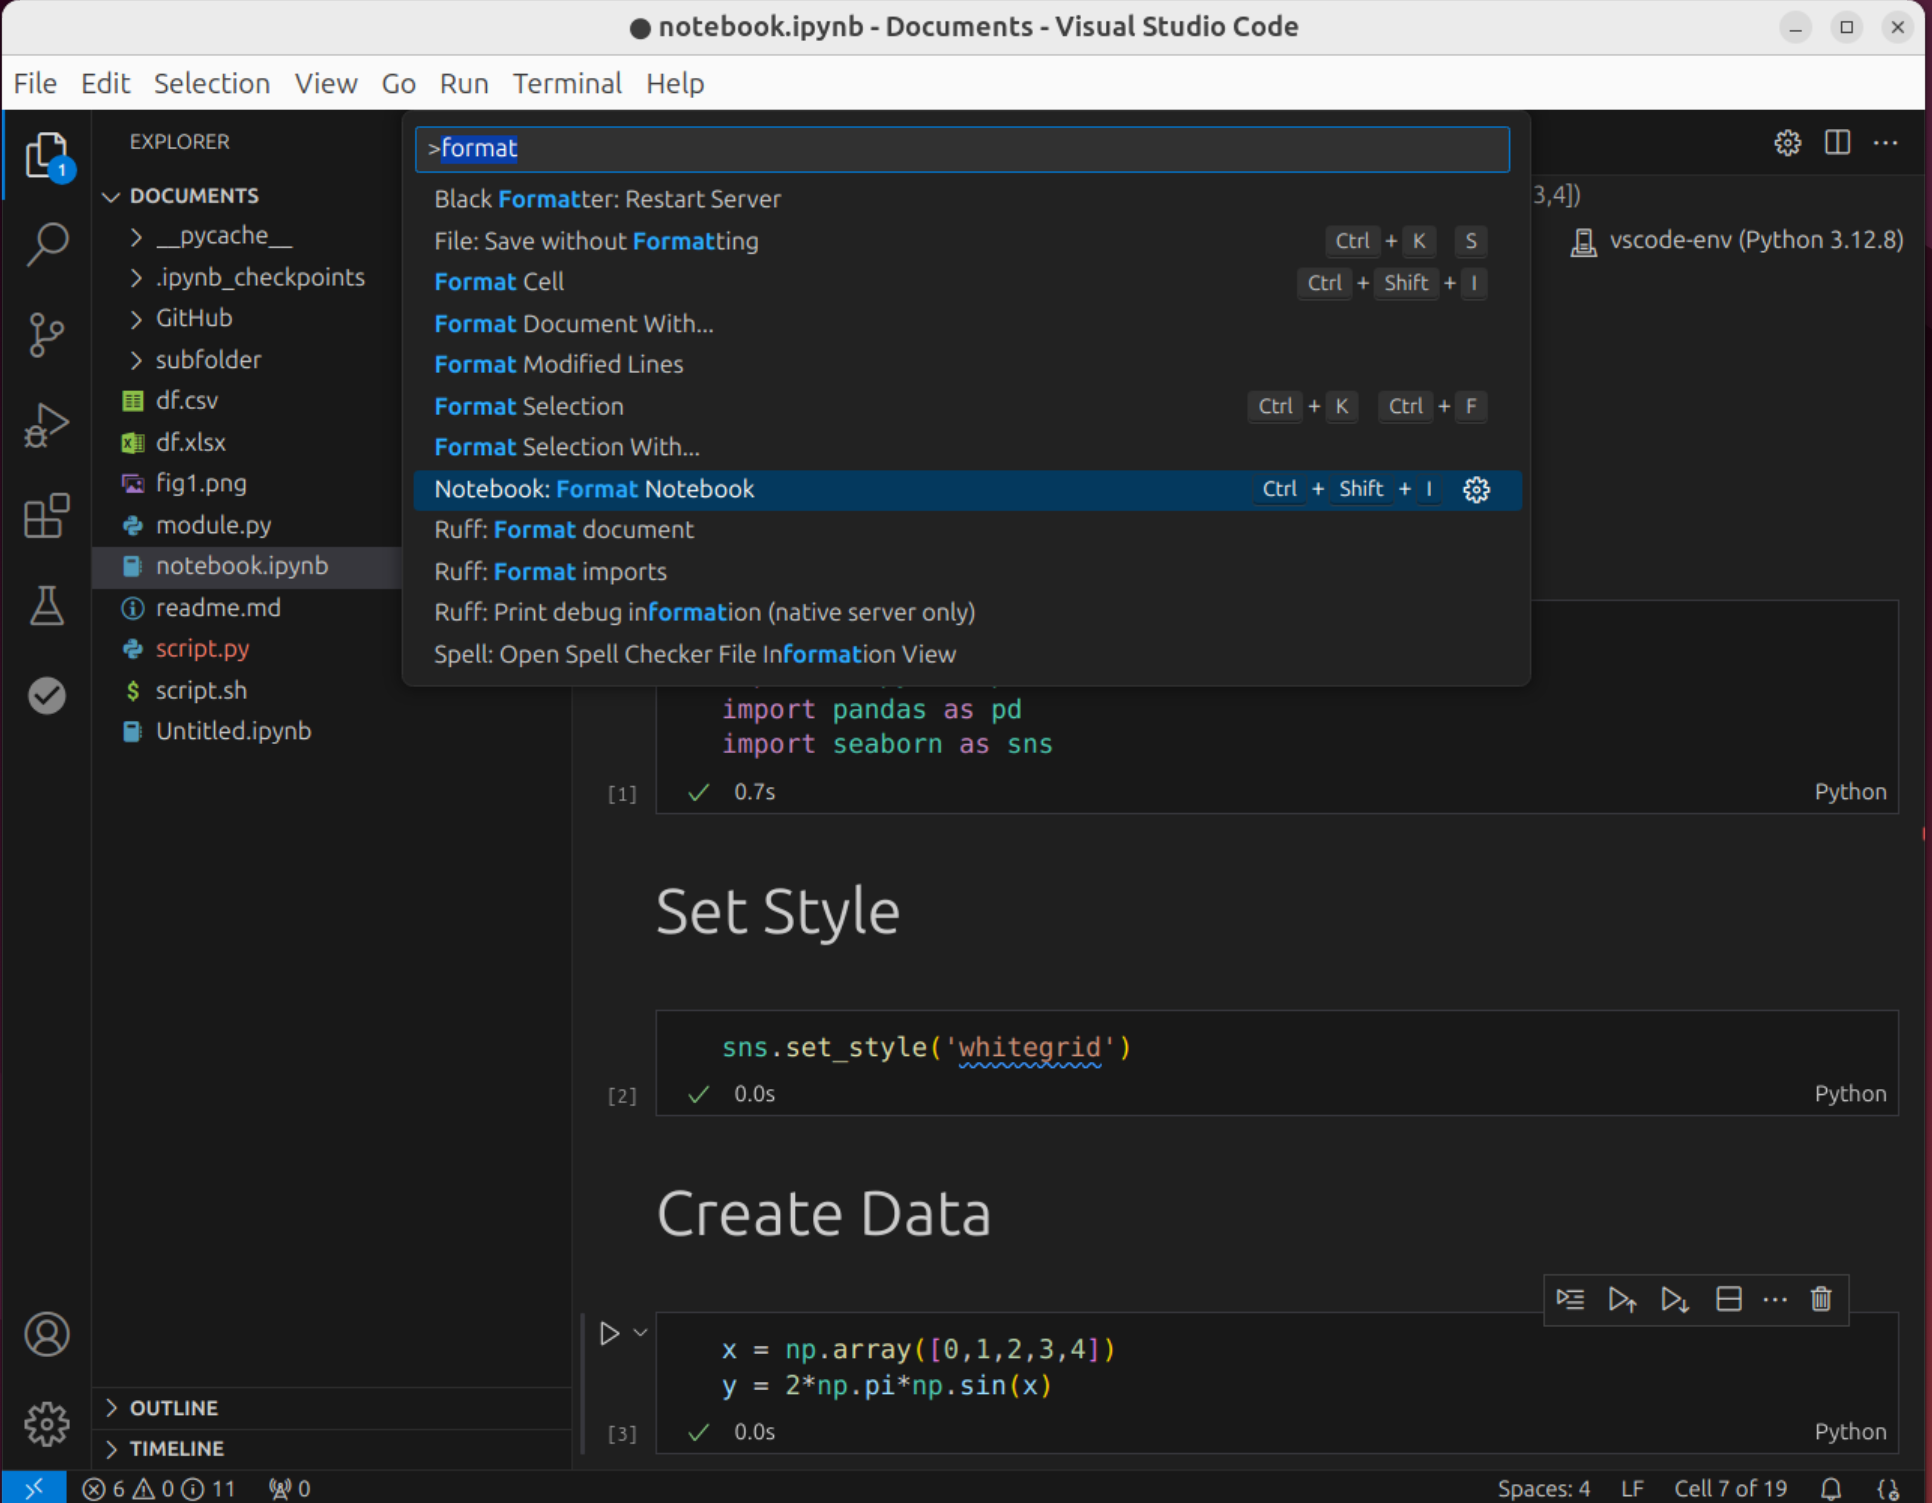 notebook.ipynb - Documents - Visual Studio Code
File Edit Selection View Go Run Terminal Help
EXPLORER
1
DOCUMENTS
__pycache__
.ipynb_checkpoints
GitHub
subfolder
df.csv
df.xlsx
fig1.png
module.py
notebook.ipynb
readme.md
script.py
$ script.sh
Untitled.ipynb
OUTLINE
TIMELINE
>format
Black Formatter: Restart Server
File: Save without Formatting Ctrl + K S
Format Cell Ctrl + Shift + I
Format Document With...
Format Modified Lines
Format Selection Ctrl + K Ctrl + F
Format Selection With...
Notebook: Format Notebook Ctrl + Shift + I
Ruff: Format document
Ruff: Format imports
Ruff: Print debug information (native server only)
Spell: Open Spell Checker File Information View
3,4])
vscode-env (Python 3.12.8)
import pandas as pd
import seaborn as sns
[1] 0.7s Python
Set Style
sns.set_style('whitegrid')
[2] 0.0s Python
Create Data
x = np.array([0,1,2,3,4])
y = 2*np.pi*np.sin(x)
[3] 0.0s Python
6 0 11 0 Spaces: 4 LF Cell 7 of 19